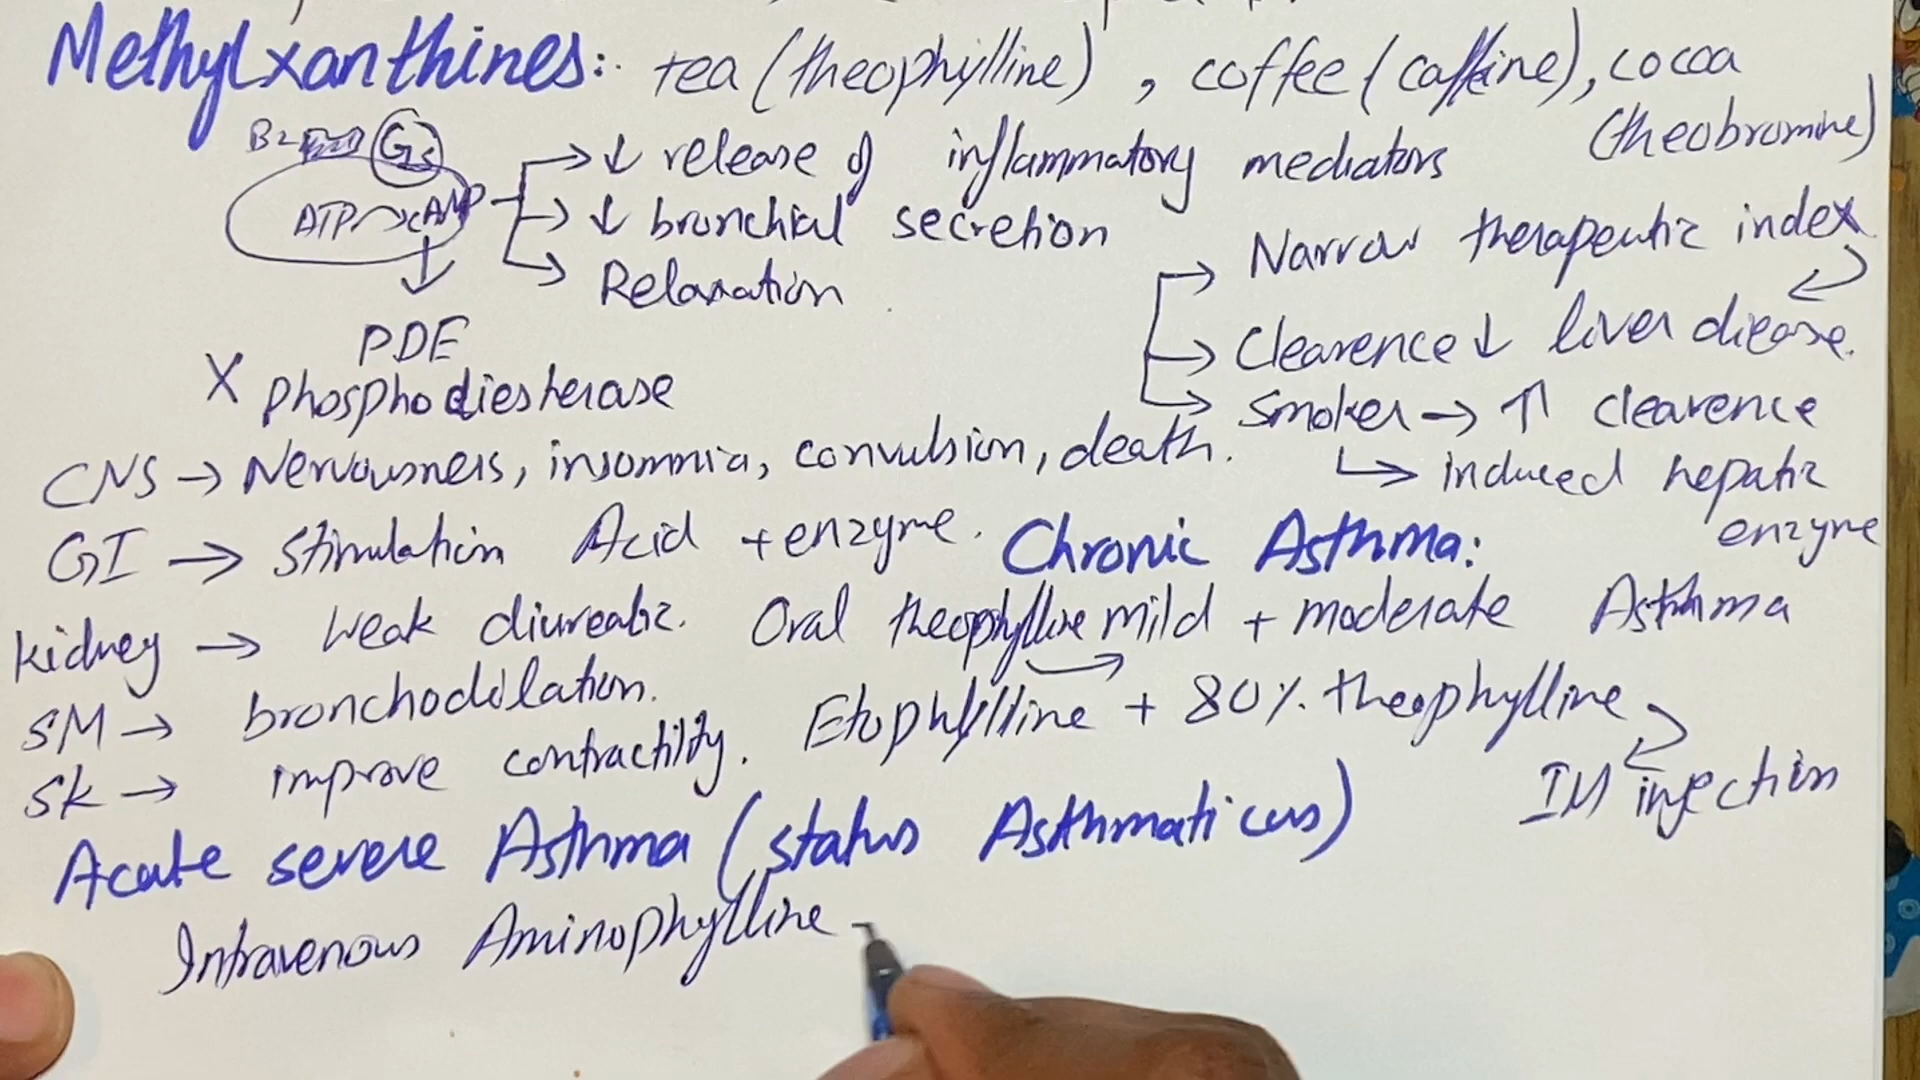 Methylxanthines: tea (theophylline), coffee (caffeine), cocoa
(theobromine)
B2 Gs
ATP → cAMP
→ ↓ release of inflammatory mediators
→ ↓ bronchial secretion
→ Relaxation
↓
PDE
X phosphodiesterase
→ Narrow therapeutic index
→ Clearence ↓ liver diease.
→ Smoker → ↑ clearence
↳ induced hepatic
enzyme
CNS → Nervousness, insomnia, convulsion, death.
GI → Stimulation Acid + enzyme.
kidney → Weak diureatic.
SM → bronchodilation.
SK → improve contractility.
Chronic Asthma:
Oral theophylline mild + moderate Asthma
Etophylline + 80% theophylline
IM injection
Acute severe Asthma (status Asthmaticus)
Intravenous Aminophylline -